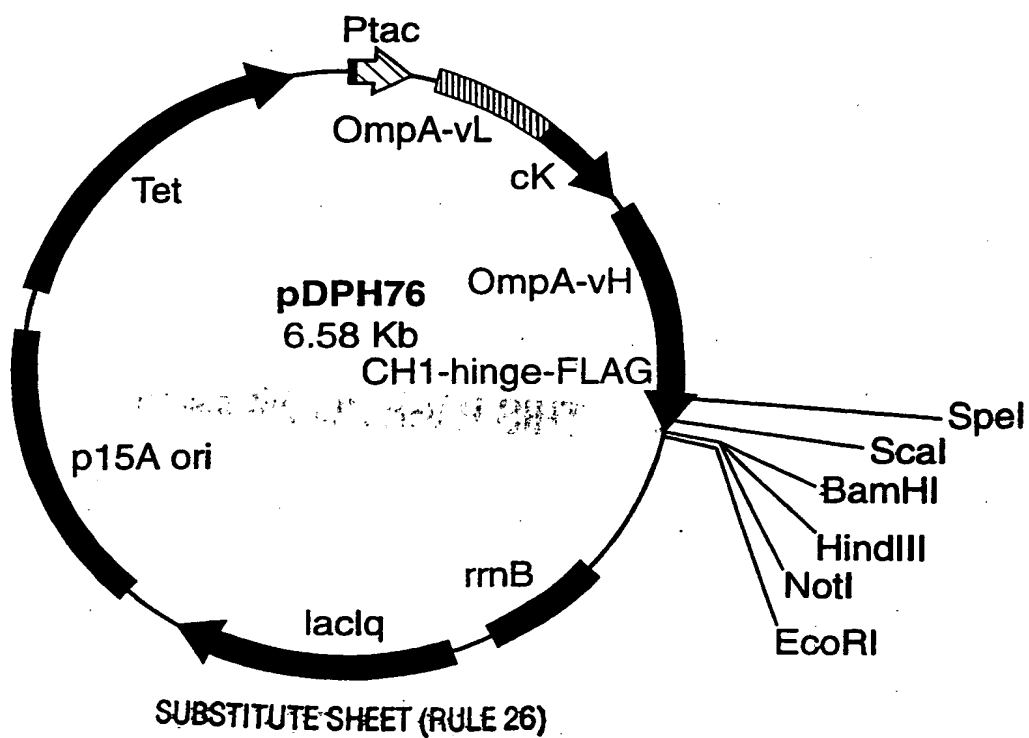 Ptac
OmpA-vL
cK
Tet
OmpA-vH
pDPH76
6.58 Kb
CH1-hinge-FLAG
SpeI
ScaI
p15A ori
BamHI
HindIII
NotI
EcoRI
rrnB
lacIq
SUBSTITUTE SHEET (RULE 26)